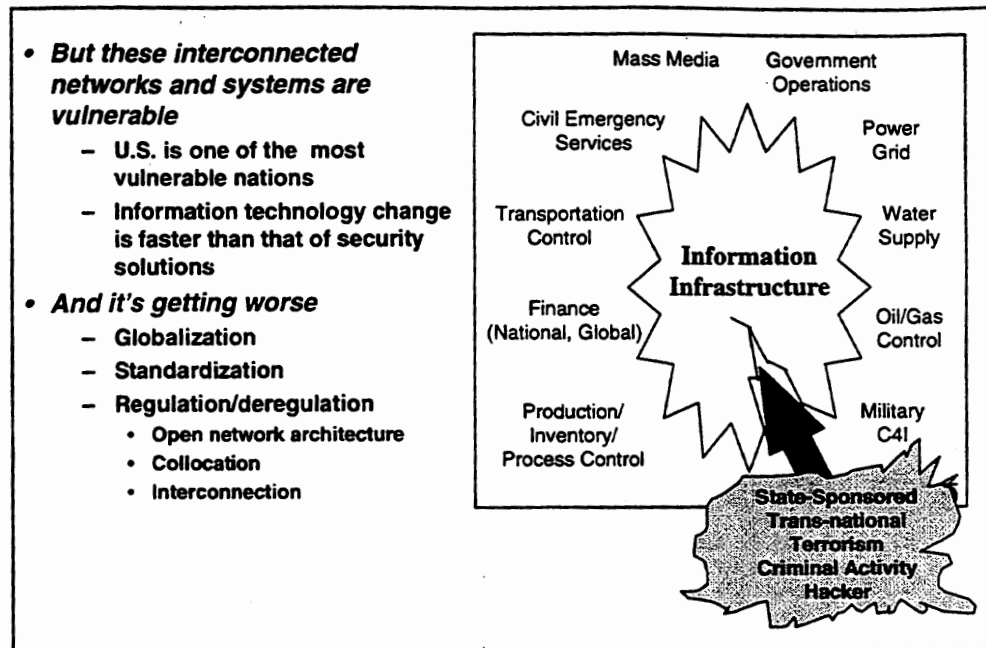 • But these interconnected
networks and systems are
vulnerable
– U.S. is one of the most
vulnerable nations
– Information technology change
is faster than that of security
solutions
• And it's getting worse
– Globalization
– Standardization
– Regulation/deregulation
• Open network architecture
• Collocation
• Interconnection
Mass Media
Government
Operations
Civil Emergency
Services
Power
Grid
Transportation
Control
Water
Supply
Information
Infrastructure
Finance
(National, Global)
Oil/Gas
Control
Production/
Inventory/
Process Control
Military
C4I
State-Sponsored
Trans-national
Terrorism
Criminal Activity
Hacker